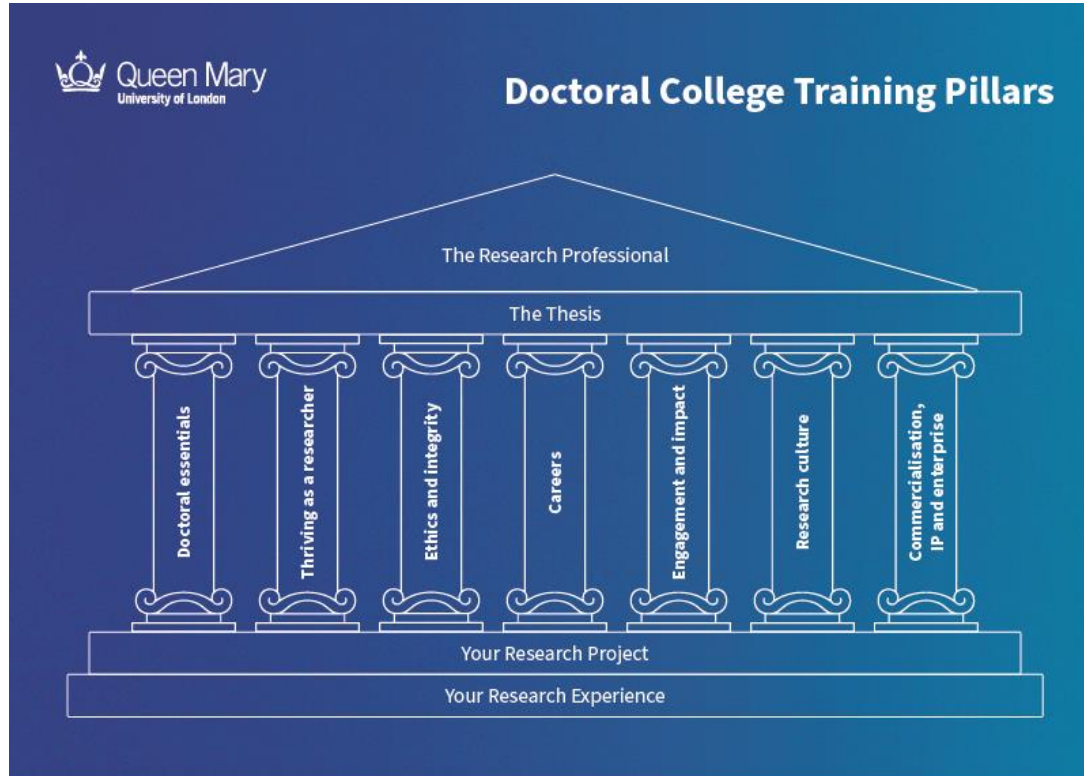 Queen Mary
University of London
Doctoral College Training Pillars
The Research Professional
The Thesis
Doctoral essentials
Thriving as a researcher
Ethics and integrity
Careers
Engagement and impact
Research culture
Commercialisation,
IP and enterprise
Your Research Project
Your Research Experience